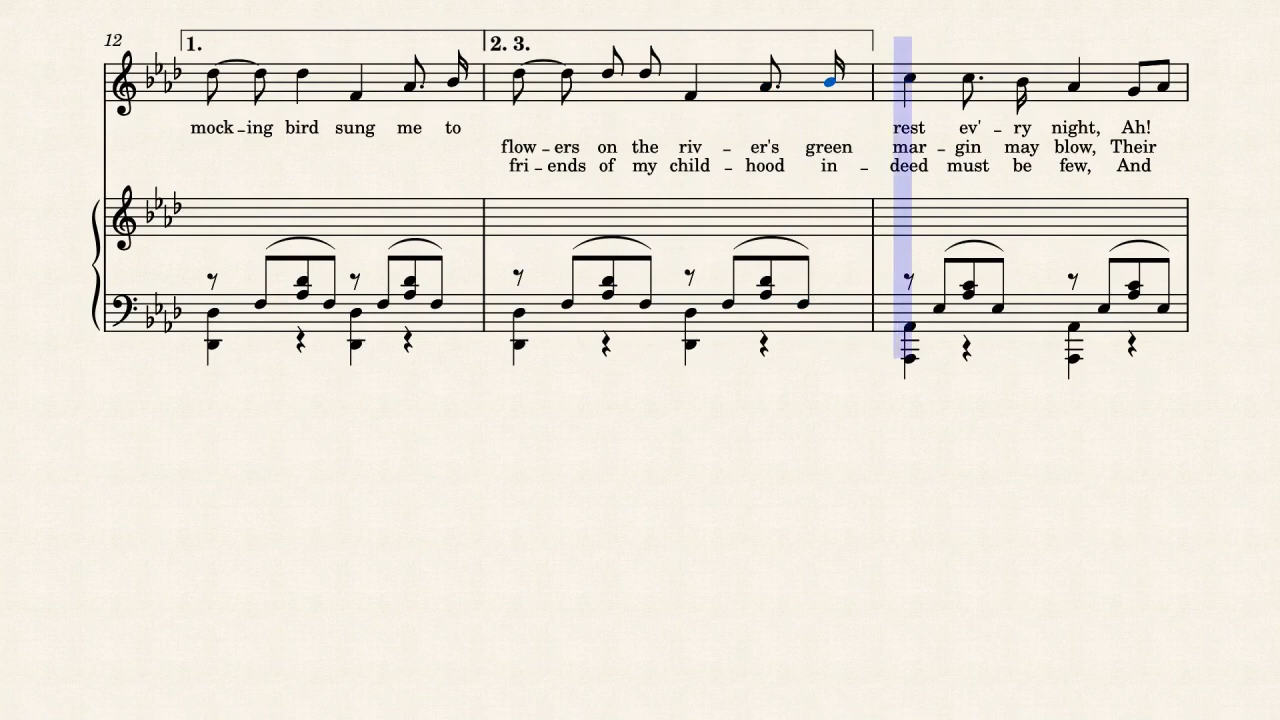 12
1.
2. 3.
mock - ing bird sung me to rest ev' - ry night, Ah!
flow - ers on the riv - er's green mar - gin may blow, Their
fri - ends of my child - hood in - deed must be few, And